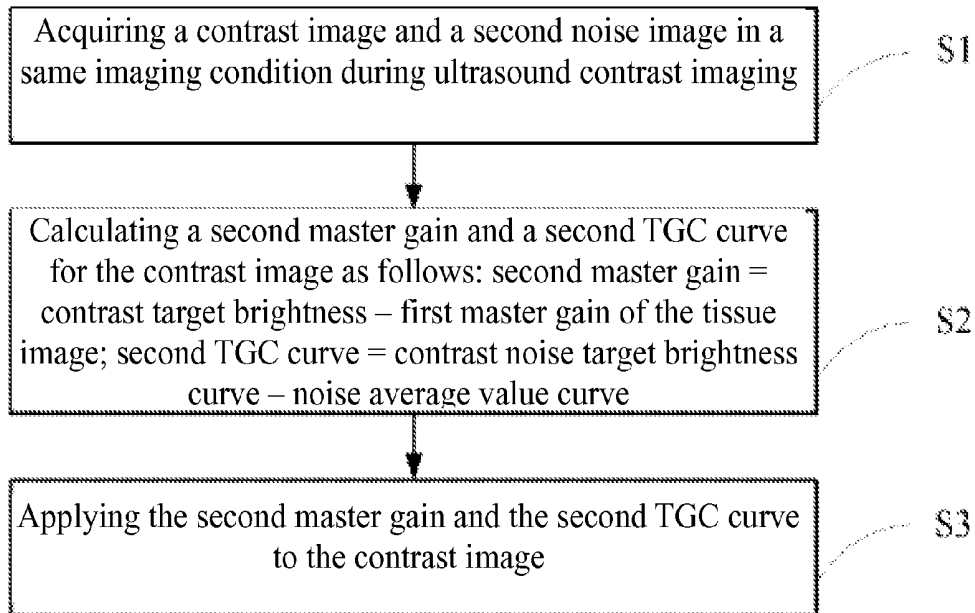 Acquiring a contrast image and a second noise image in a
same imaging condition during ultrasound contrast imaging
S1
Calculating a second master gain and a second TGC curve
for the contrast image as follows: second master gain =
contrast target brightness – first master gain of the tissue
image; second TGC curve = contrast noise target brightness
curve – noise average value curve
S2
Applying the second master gain and the second TGC curve
to the contrast image
S3